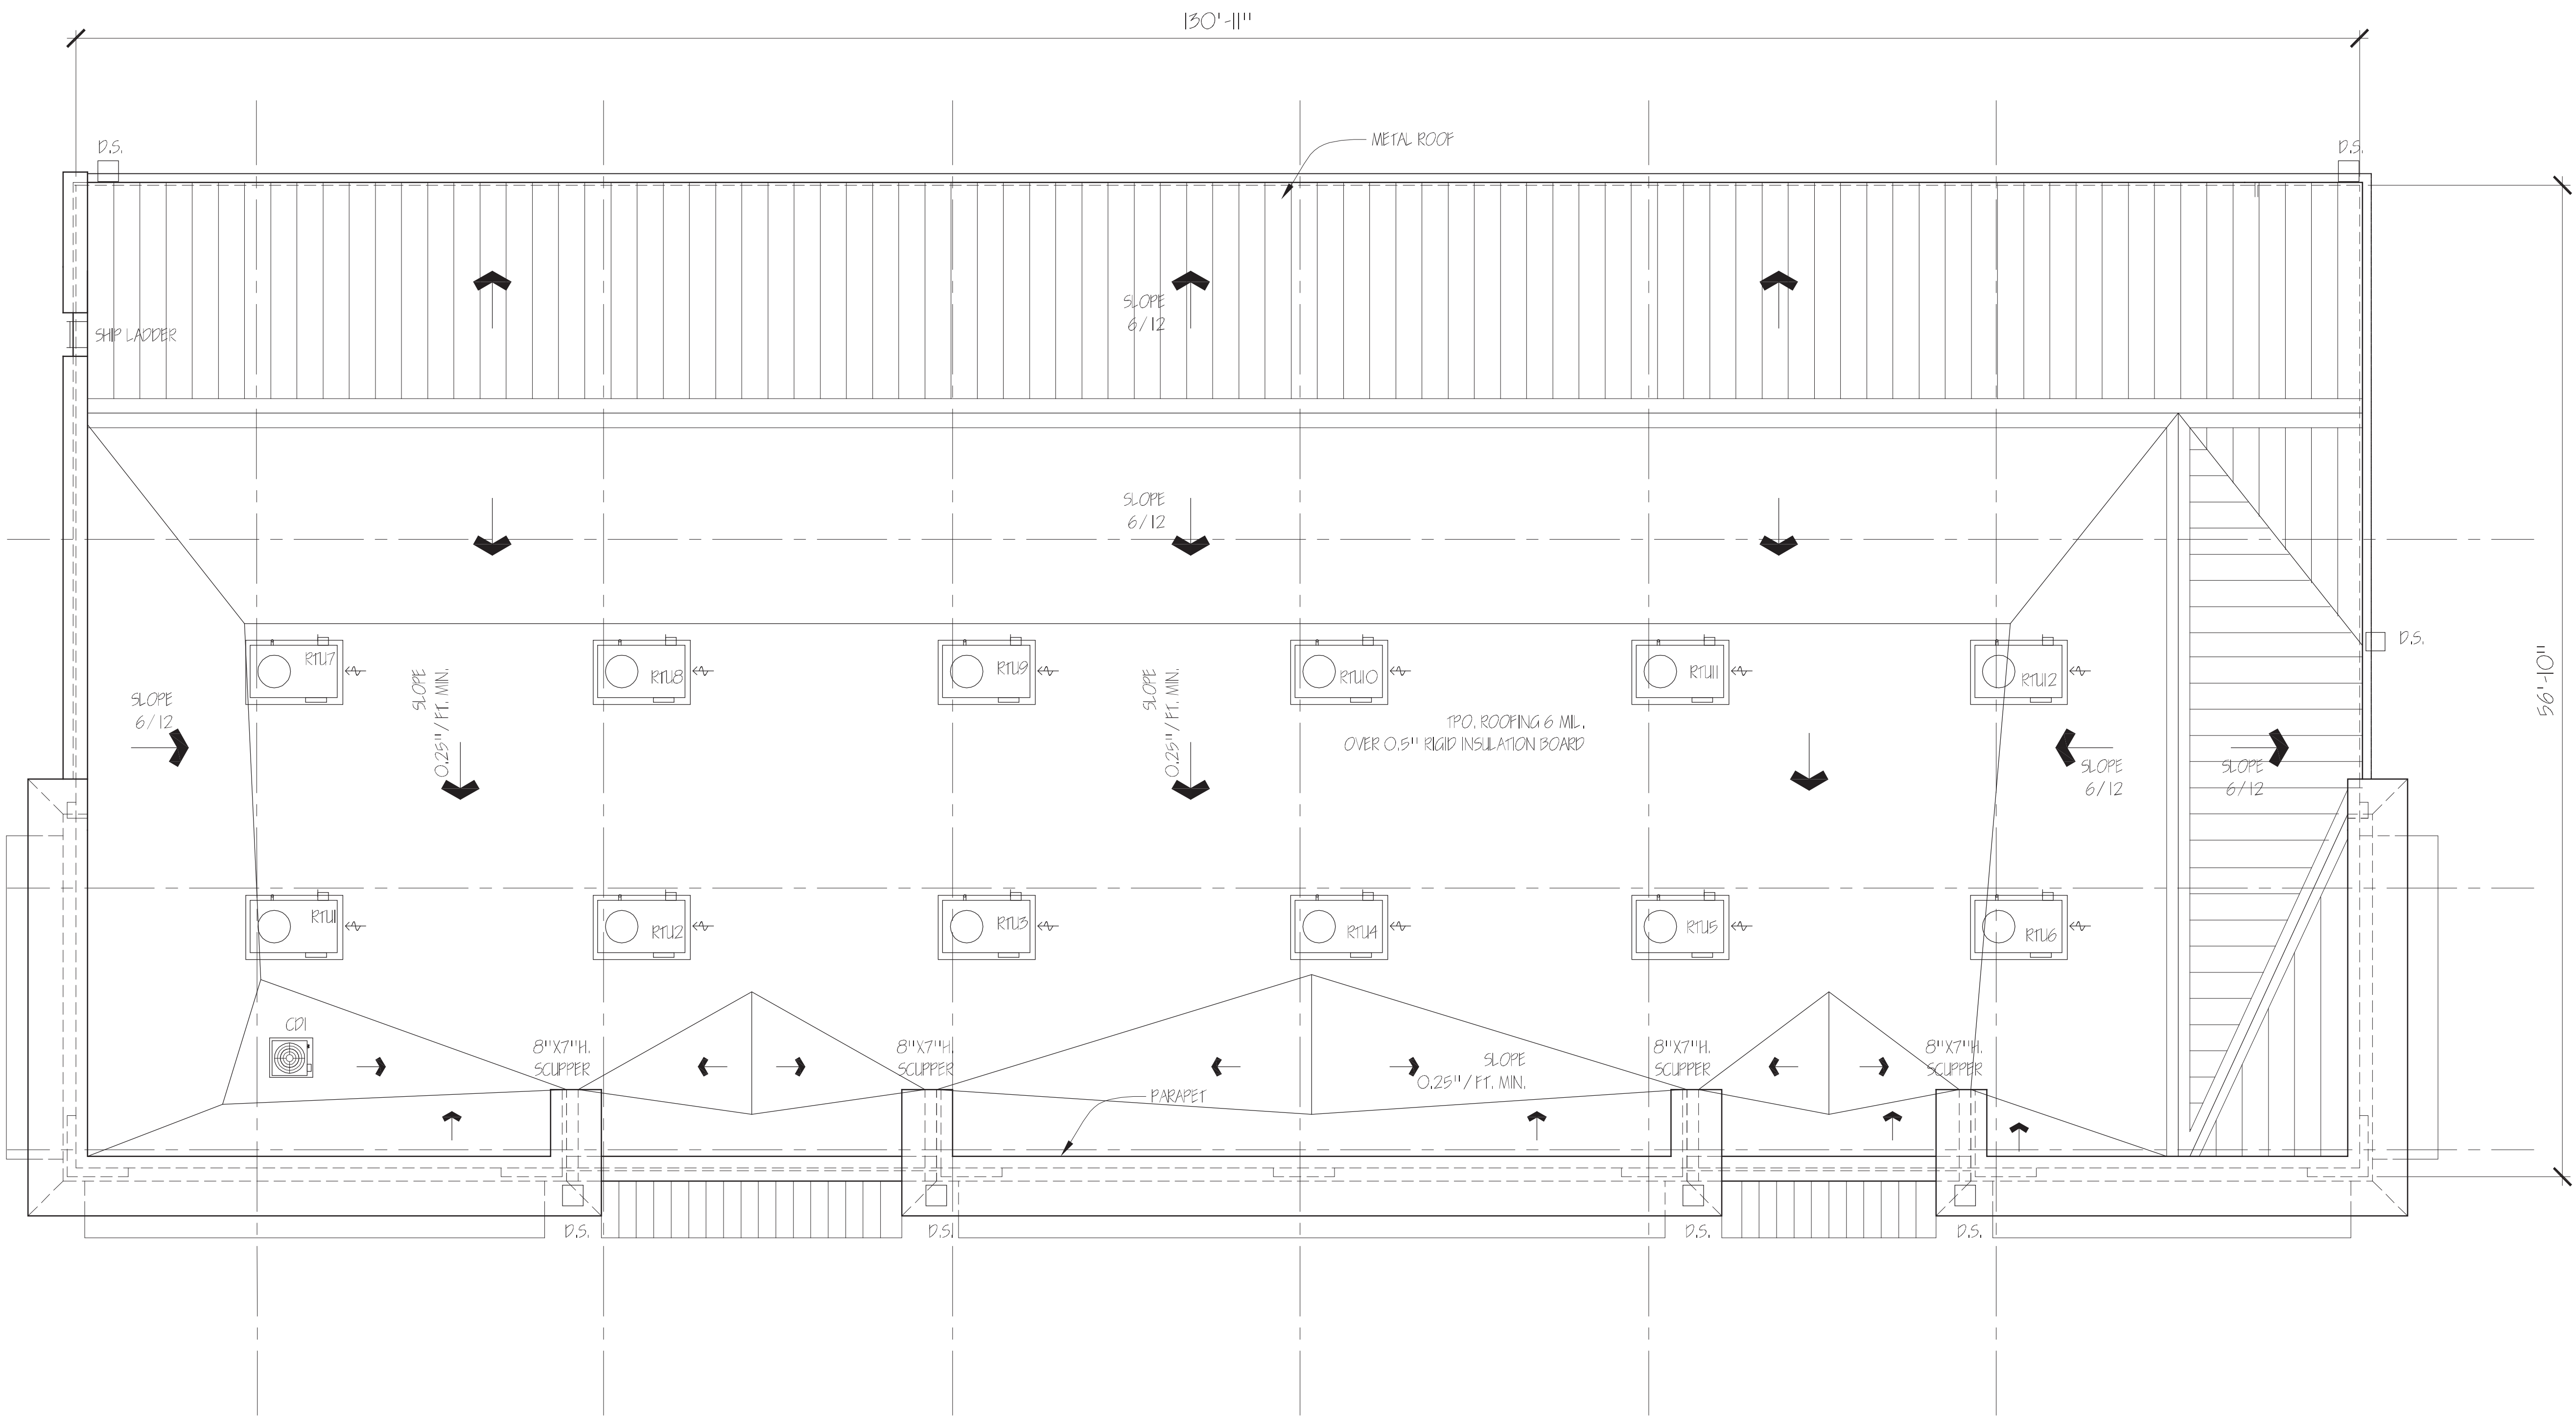 130'-11"
METAL ROOF
D.S.
D.S.
SLOPE
6/12
SHIP LADDER
SLOPE
6/12
D.S.
56'-10"
RTU7
RTU8
RTU9
RTU10
RTU11
RTU12
SLOPE
0.25"/FT. MIN.
SLOPE
0.25"/FT. MIN.
SLOPE
6/12
TPO. ROOFING 6 MIL.
OVER 0.5" RIGID INSULATION BOARD
SLOPE
6/12
SLOPE
6/12
RTU1
RTU2
RTU3
RTU4
RTU5
RTU6
CD1
8"X7"H.
SCUPPER
8"X7"H.
SCUPPER
SLOPE
0.25"/FT. MIN.
8"X7"H.
SCUPPER
8"X7"H.
SCUPPER
PARAPET
D.S.
D.S.
D.S.
D.S.